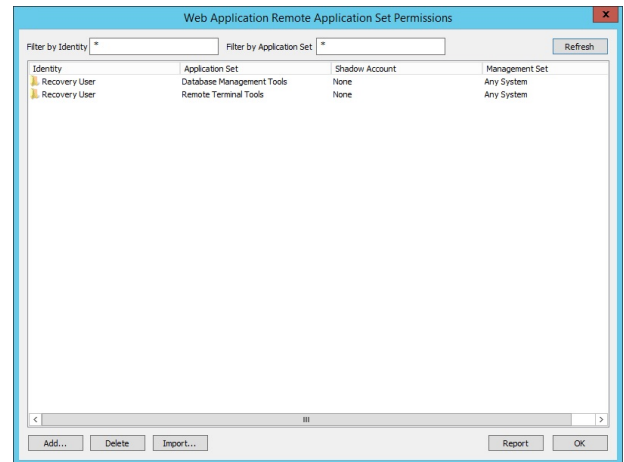 Web Application Remote Application Set Permissions
x
Filter by Identity * Filter by Application Set * Refresh
Identity Application Set Shadow Account Management Set
Recovery User Database Management Tools None Any System
Recovery User Remote Terminal Tools None Any System
Add... Delete Import... Report OK